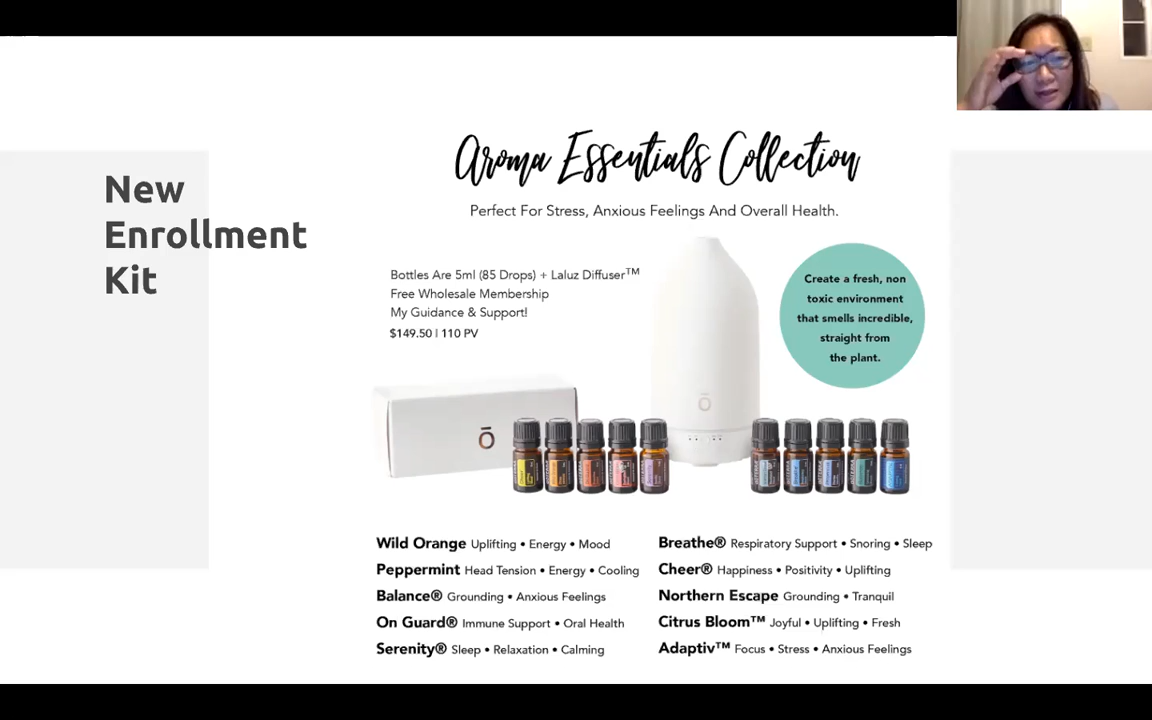 New
Enrollment
Kit
Aroma Essentials Collection
Perfect For Stress, Anxious Feelings And Overall Health.
Bottles Are 5ml (85 Drops) + Laluz Diffuser™
Free Wholesale Membership
My Guidance & Support!
$149.50 | 110 PV
Create a fresh, non
toxic environment
that smells incredible,
straight from
the plant.
ō
ō
Wild Orange Uplifting • Energy • Mood
Peppermint Head Tension • Energy • Cooling
Balance® Grounding • Anxious Feelings
On Guard® Immune Support • Oral Health
Serenity® Sleep • Relaxation • Calming
Breathe® Respiratory Support • Snoring • Sleep
Cheer® Happiness • Positivity • Uplifting
Northern Escape Grounding • Tranquil
Citrus Bloom™ Joyful • Uplifting • Fresh
Adaptiv™ Focus • Stress • Anxious Feelings